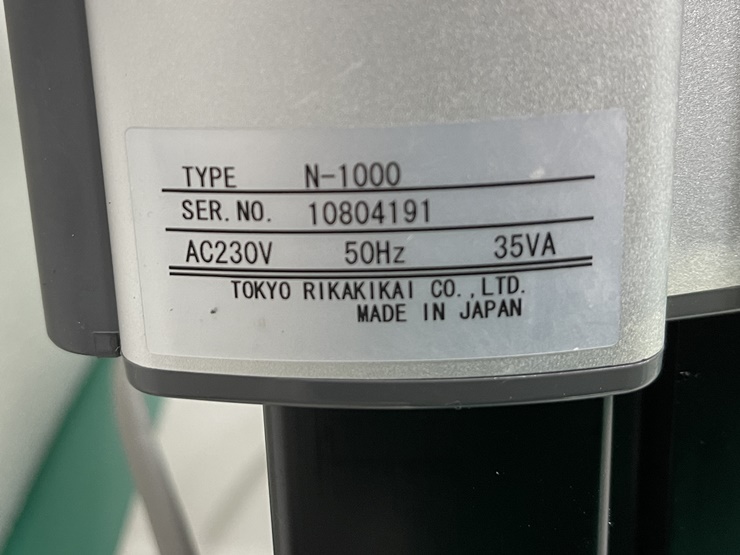 TYPE N-1000
SER. NO. 10804191
AC230V 50Hz 35VA
TOKYO RIKAKIKAI CO.,LTD.
MADE IN JAPAN